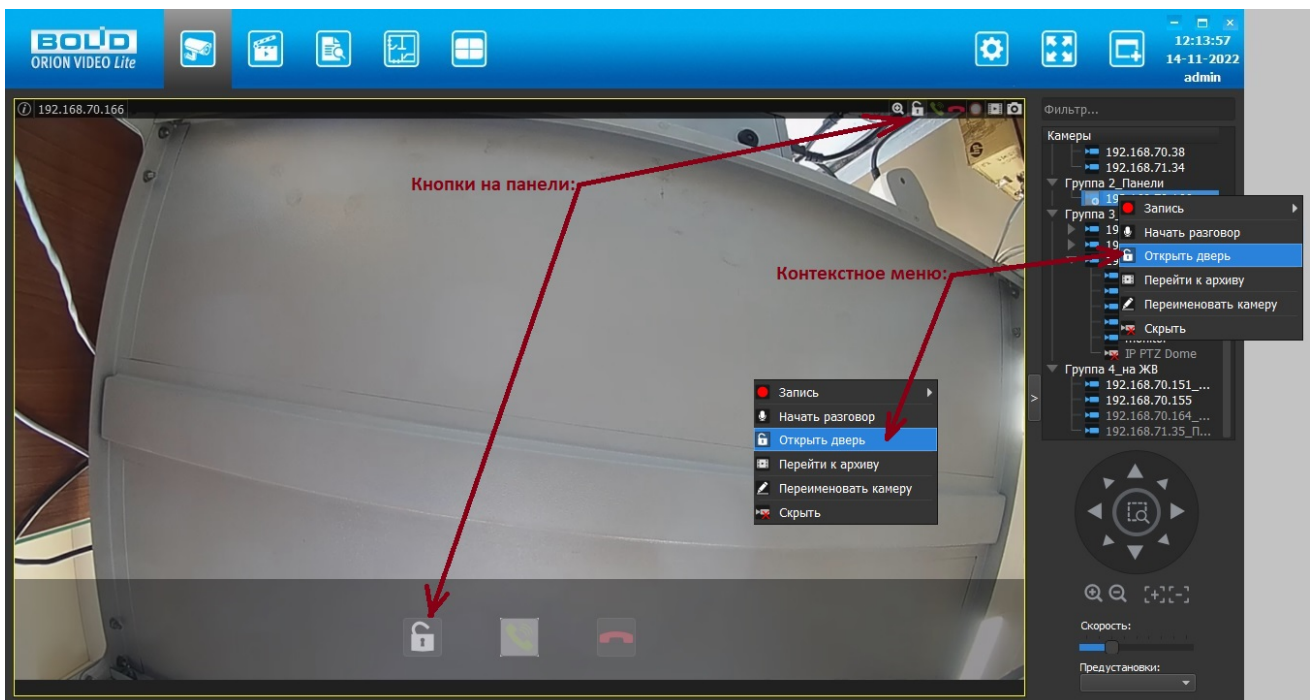 BOLID
ORION VIDEO Lite
12:13:57
14-11-2022
admin
192.168.70.166
Фильтр...
Камеры
192.168.70.38
192.168.71.34
Группа 2_Панели
Группа 3_
Запись
Начать разговор
Открыть дверь
Перейти к архиву
Переименовать камеру
Скрыть
IP PTZ Dome
Группа 4_на ЖВ
192.168.70.151_...
192.168.70.155
192.168.70.164_...
192.168.71.35_П...
Кнопки на панели:
Контекстное меню:
Запись
Начать разговор
Открыть дверь
Перейти к архиву
Переименовать камеру
Скрыть
Скорость:
Предустановки: